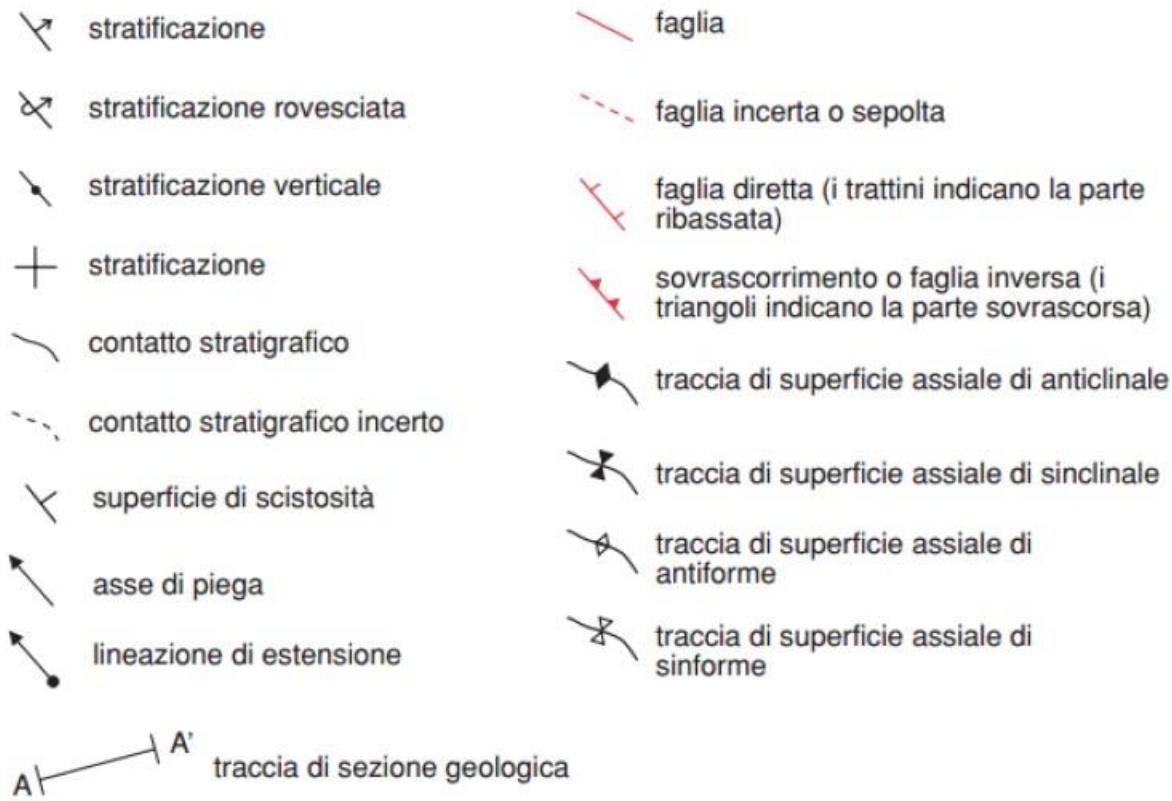 stratificazione
stratificazione rovesciata
stratificazione verticale
stratificazione
contatto stratigrafico
contatto stratigrafico incerto
superficie di scistosità
asse di piega
lineazione di estensione
A
A'
traccia di sezione geologica
faglia
faglia incerta o sepolta
faglia diretta (i trattini indicano la parte
ribassata)
sovrascorrimento o faglia inversa (i
triangoli indicano la parte sovrascorsa)
traccia di superficie assiale di anticlinale
traccia di superficie assiale di sinclinale
traccia di superficie assiale di
antiforme
traccia di superficie assiale di
sinforme